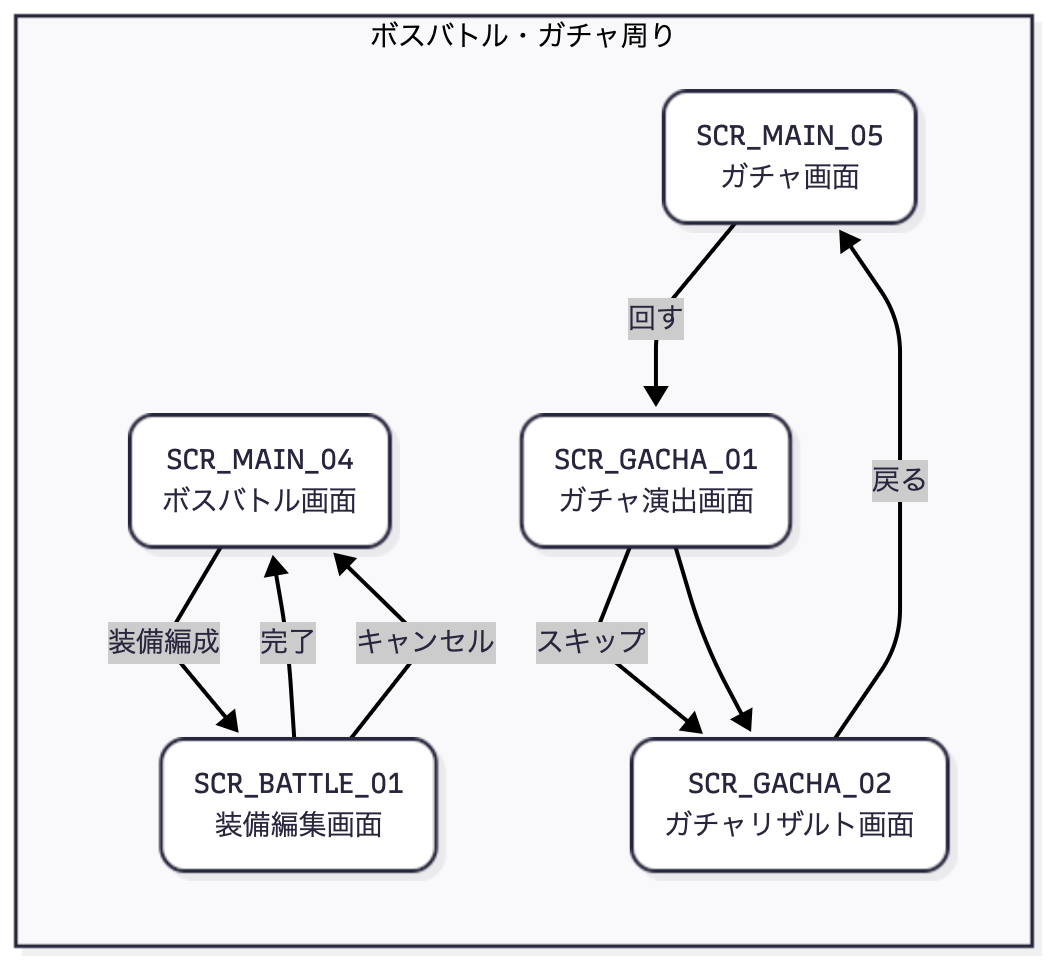 ボスバトル・ガチャ周り
SCR_MAIN_05
ガチャ画面
回す
SCR_MAIN_04
ボスバトル画面
SCR_GACHA_01
ガチャ演出画面
戻る
装備編成
完了
キャンセル
スキップ
SCR_BATTLE_01
装備編集画面
SCR_GACHA_02
ガチャリザルト画面